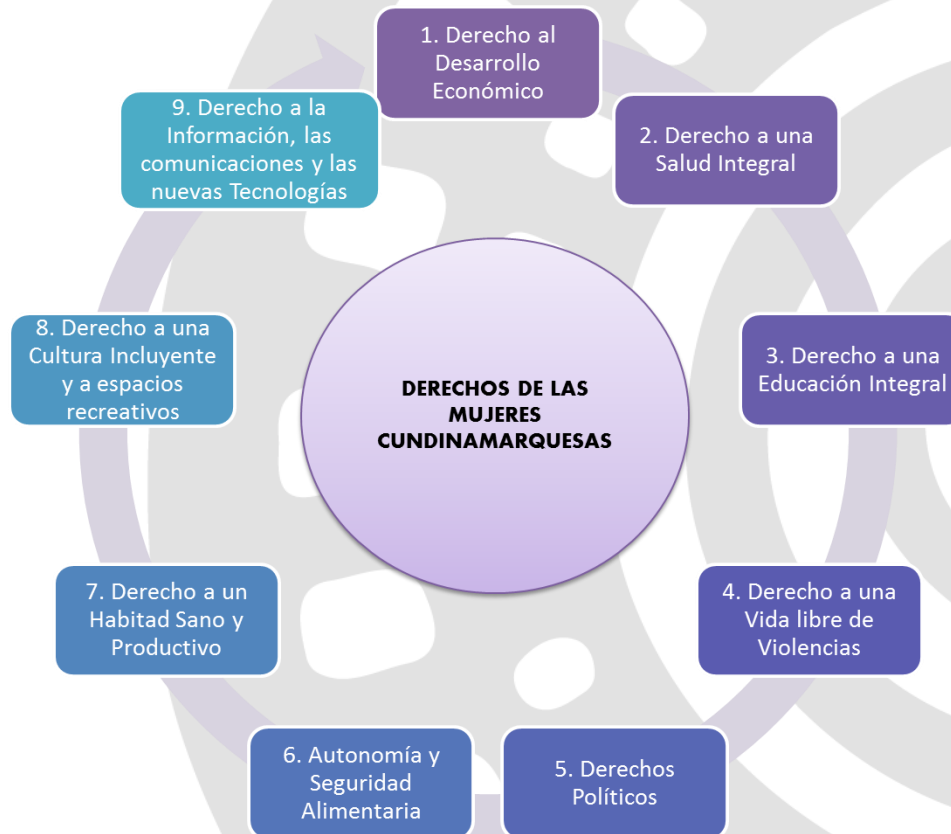 1. Derecho al
Desarrollo
Económico
2. Derecho a una
Salud Integral
3. Derecho a una
Educación Integral
4. Derecho a una
Vida libre de
Violencias
5. Derechos
Políticos
6. Autonomía y
Seguridad
Alimentaria
7. Derecho a un
Habitad Sano y
Productivo
8. Derecho a una
Cultura Incluyente
y a espacios
recreativos
9. Derecho a la
Información, las
comunicaciones y las
nuevas Tecnologías
DERECHOS DE LAS
MUJERES
CUNDINAMARQUESAS